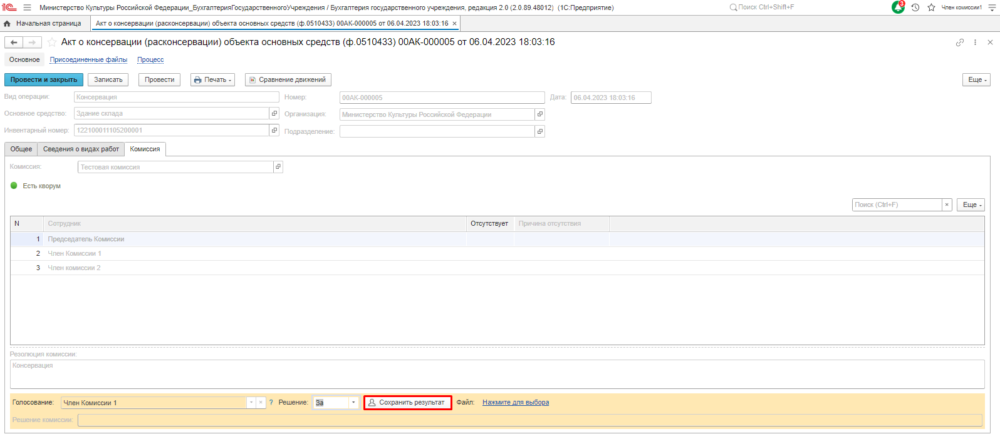 1С Министерство Культуры Российской Федерации_БухгалтерияГосударственногоУчреждения / Бухгалтерия государственного учреждения, редакция 2.0 (2.0.89.48012) (1С:Предприятие) Поиск Ctrl+Shift+F 3 Член комиссии1
Начальная страница Акт о консервации (расконсервации) объекта основных средств (ф.0510433) 00АК-000005 от 06.04.2023 18:03:16 ×
Акт о консервации (расконсервации) объекта основных средств (ф.0510433) 00АК-000005 от 06.04.2023 18:03:16
Основное Присоединенные файлы Процесс
Провести и закрыть Записать Провести Печать Сравнение движений Еще
Вид операции: Консервация Номер: 00АК-000005 Дата: 06.04.2023 18:03:16
Основное средство: Здание склада Организация: Министерство Культуры Российской Федерации
Инвентарный номер: 122100011105200001 Подразделение:
Общее Сведения о видах работ Комиссия
Комиссия: Тестовая комиссия
Есть кворум
Поиск (Ctrl+F) × Еще
N Сотрудник Отсутствует Причина отсутствия
1 Председатель Комиссии
2 Член Комиссии 1
3 Член комиссии 2
Резолюция комиссии:
Консервация
Голосование: Член Комиссии 1 × ? Решение: За Сохранить результат Файл: Нажмите для выбора
Решение комиссии: